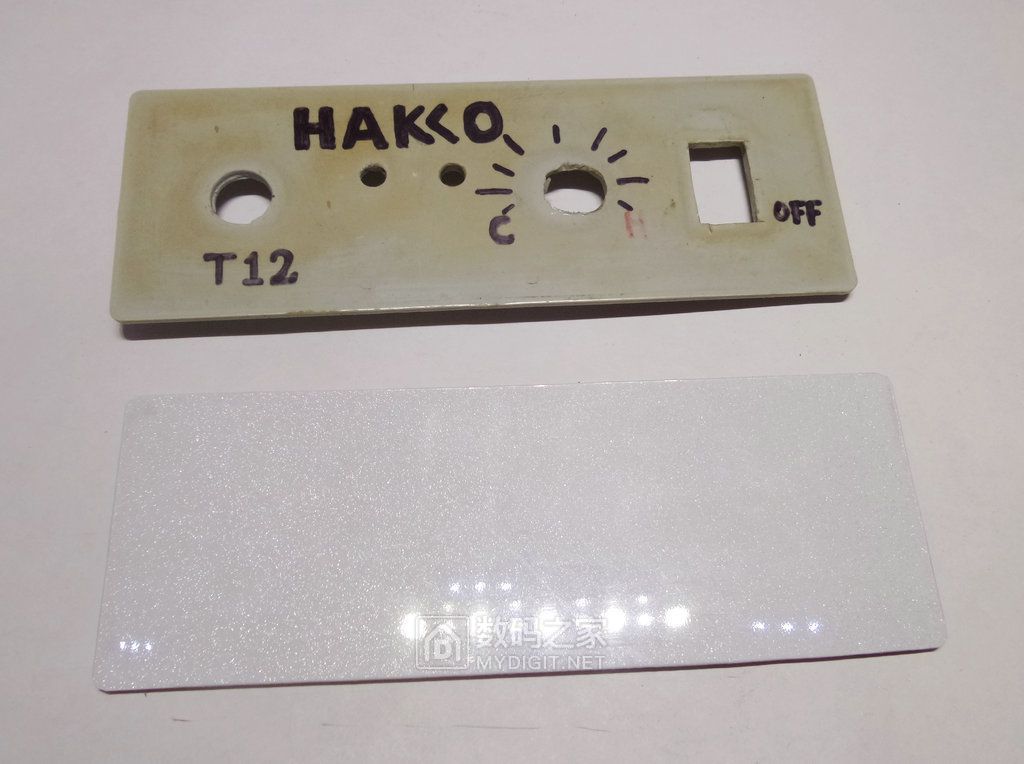 HAKKO
C
H
OFF
T12
数码之家
MYDIGIT.NET